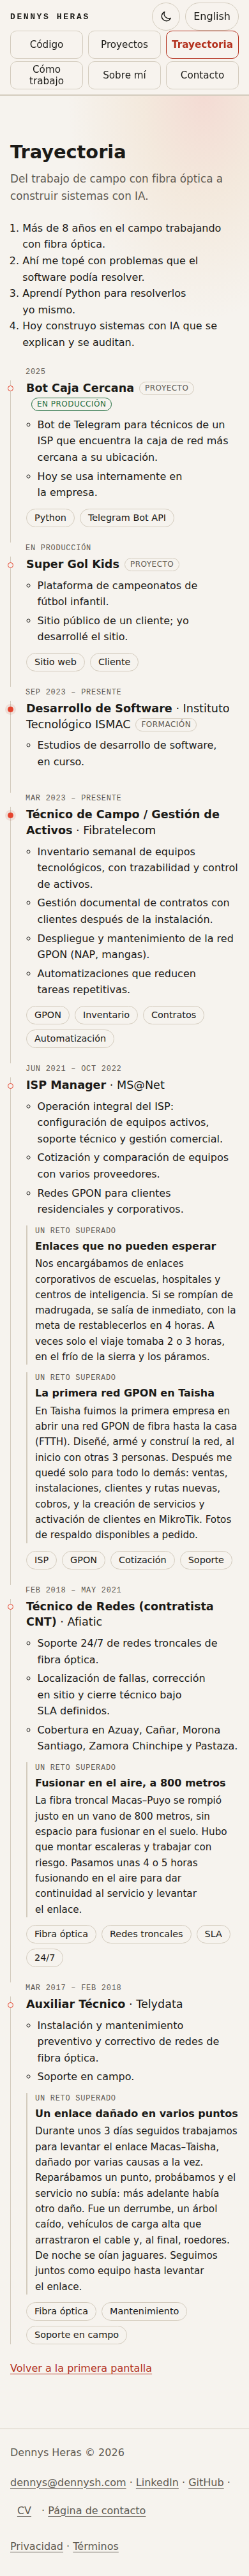 DENNYS HERAS
English
Código
Proyectos
Trayectoria
Cómo
trabajo
Sobre mí
Contacto
Trayectoria
Del trabajo de campo con fibra óptica a
construir sistemas con IA.
1. Más de 8 años en el campo trabajando
con fibra óptica.
2. Ahí me topé con problemas que el
software podía resolver.
3. Aprendí Python para resolverlos
yo mismo.
4. Hoy construyo sistemas con IA que se
explican y se auditan.
2025
Bot Caja Cercana PROYECTO
EN PRODUCCIÓN
Bot de Telegram para técnicos de un
ISP que encuentra la caja de red más
cercana a su ubicación.
Hoy se usa internamente en
la empresa.
Python
Telegram Bot API
EN PRODUCCIÓN
Super Gol Kids PROYECTO
Plataforma de campeonatos de
fútbol infantil.
Sitio público de un cliente; yo
desarrollé el sitio.
Sitio web
Cliente
SEP 2023 – PRESENTE
Desarrollo de Software · Instituto
Tecnológico ISMAC FORMACIÓN
Estudios de desarrollo de software,
en curso.
MAR 2023 – PRESENTE
Técnico de Campo / Gestión de
Activos · Fibratelecom
Inventario semanal de equipos
tecnológicos, con trazabilidad y control
de activos.
Gestión documental de contratos con
clientes después de la instalación.
Despliegue y mantenimiento de la red
GPON (NAP, mangas).
Automatizaciones que reducen
tareas repetitivas.
GPON
Inventario
Contratos
Automatización
JUN 2021 – OCT 2022
ISP Manager · MS@Net
Operación integral del ISP:
configuración de equipos activos,
soporte técnico y gestión comercial.
Cotización y comparación de equipos
con varios proveedores.
Redes GPON para clientes
residenciales y corporativos.
UN RETO SUPERADO
Enlaces que no pueden esperar
Nos encargábamos de enlaces
corporativos de escuelas, hospitales y
centros de inteligencia. Si se rompían de
madrugada, se salía de inmediato, con la
meta de restablecerlos en 4 horas. A
veces solo el viaje tomaba 2 o 3 horas,
en el frío de la sierra y los páramos.
UN RETO SUPERADO
La primera red GPON en Taisha
En Taisha fuimos la primera empresa en
abrir una red GPON de fibra hasta la casa
(FTTH). Diseñé, armé y construí la red, al
inicio con otras 3 personas. Después me
quedé solo para todo lo demás: ventas,
instalaciones, clientes y rutas nuevas,
cobros, y la creación de servicios y
activación de clientes en MikroTik. Fotos
de respaldo disponibles a pedido.
ISP
GPON
Cotización
Soporte
FEB 2018 – MAY 2021
Técnico de Redes (contratista
CNT) · Afiatic
Soporte 24/7 de redes troncales de
fibra óptica.
Localización de fallas, corrección
en sitio y cierre técnico bajo
SLA definidos.
Cobertura en Azuay, Cañar, Morona
Santiago, Zamora Chinchipe y Pastaza.
UN RETO SUPERADO
Fusionar en el aire, a 800 metros
La fibra troncal Macas–Puyo se rompió
justo en un vano de 800 metros, sin
espacio para fusionar en el suelo. Hubo
que montar escaleras y trabajar con
riesgo. Pasamos unas 4 o 5 horas
fusionando en el aire para dar
continuidad al servicio y levantar
el enlace.
Fibra óptica
Redes troncales
SLA
24/7
MAR 2017 – FEB 2018
Auxiliar Técnico · Telydata
Instalación y mantenimiento
preventivo y correctivo de redes de
fibra óptica.
Soporte en campo.
UN RETO SUPERADO
Un enlace dañado en varios puntos
Durante unos 3 días seguidos trabajamos
para levantar el enlace Macas–Taisha,
dañado por varias causas a la vez.
Reparábamos un punto, probábamos y el
servicio no subía: más adelante había
otro daño. Fue un derrumbe, un árbol
caído, vehículos de carga alta que
arrastraron el cable y, al final, roedores.
De noche se oían jaguares. Seguimos
juntos como equipo hasta levantar
el enlace.
Fibra óptica
Mantenimiento
Soporte en campo
Volver a la primera pantalla
Dennys Heras © 2026
dennys@dennysh.com · LinkedIn · GitHub ·
CV · Página de contacto
Privacidad · Términos